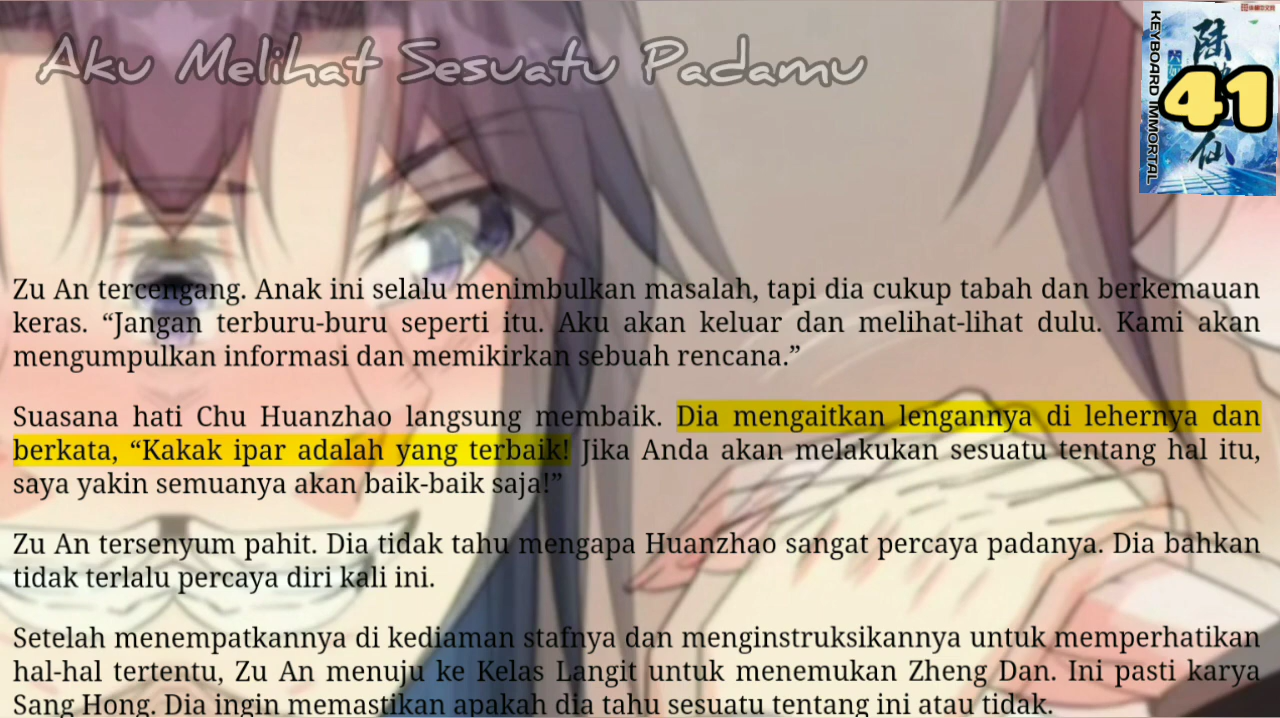 Aku Melihat Sesuatu Padamu
KEYBOARD IMMORTAL
41
仙
Zu An tercengang. Anak ini selalu menimbulkan masalah, tapi dia cukup tabah dan berkemauan
keras. “Jangan terburu-buru seperti itu. Aku akan keluar dan melihat-lihat dulu. Kami akan
mengumpulkan informasi dan memikirkan sebuah rencana.”
Suasana hati Chu Huanzhao langsung membaik. Dia mengaitkan lengannya di lehernya dan
berkata, “Kakak ipar adalah yang terbaik! Jika Anda akan melakukan sesuatu tentang hal itu,
saya yakin semuanya akan baik-baik saja!”
Zu An tersenyum pahit. Dia tidak tahu mengapa Huanzhao sangat percaya padanya. Dia bahkan
tidak terlalu percaya diri kali ini.
Setelah menempatkannya di kediaman stafnya dan menginstruksikannya untuk memperhatikan
hal-hal tertentu, Zu An menuju ke Kelas Langit untuk menemukan Zheng Dan. Ini pasti karya
Sang Hong. Dia ingin memastikan apakah dia tahu sesuatu tentang ini atau tidak.